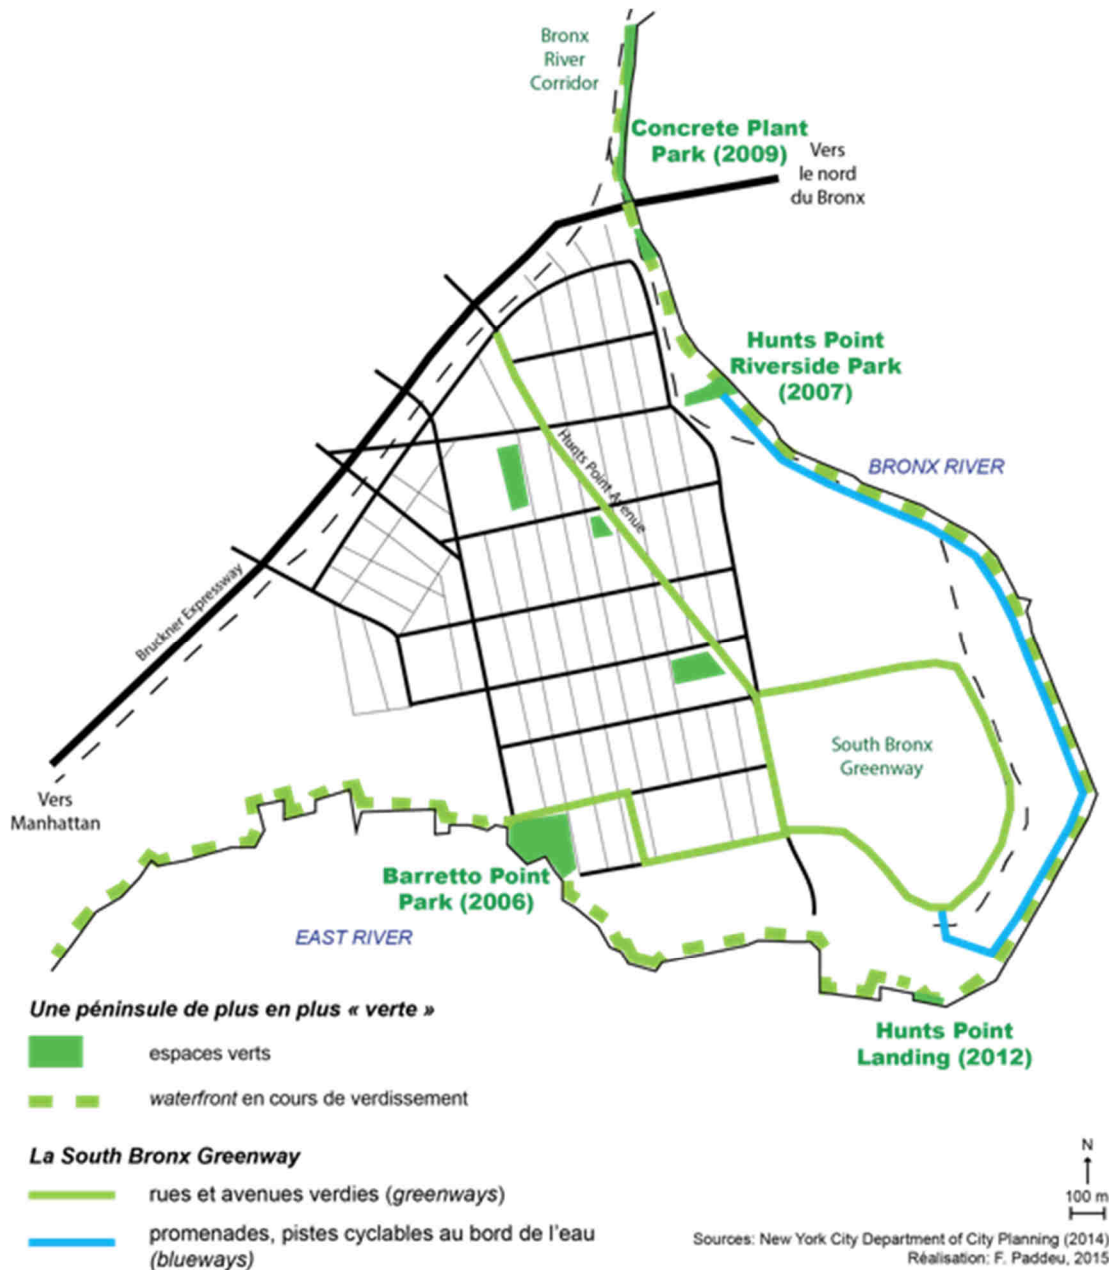 Bronx
River
Corridor
Concrete Plant
Park (2009)
Vers
le nord
du Bronx
Hunts Point
Riverside Park
(2007)
Hunts Point Avenue
BRONX RIVER
Bruckner Expressway
South Bronx
Greenway
Vers
Manhattan
Barretto Point
Park (2006)
EAST RIVER
Hunts Point
Landing (2012)
Une péninsule de plus en plus « verte »
espaces verts
waterfront en cours de verdissement
La South Bronx Greenway
rues et avenues verdies (greenways)
promenades, pistes cyclables au bord de l'eau
(blueways)
N
100 m
Sources: New York City Department of City Planning (2014)
Réalisation: F. Paddeu, 2015